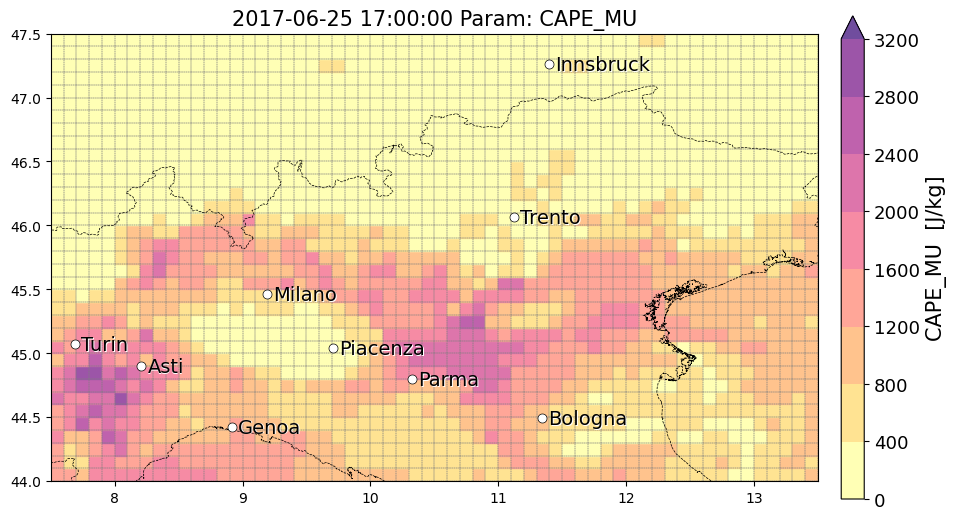 2017-06-25 17:00:00 Param: CAPE_MU
47.5
47.0
46.5
46.0
45.5
45.0
44.5
44.0
8
9
10
11
12
13
Innsbruck
Trento
Milano
Turin
Asti
Piacenza
Parma
Genoa
Bologna
3200
2800
2400
2000
1600
1200
800
400
0
CAPE_MU [J/kg]